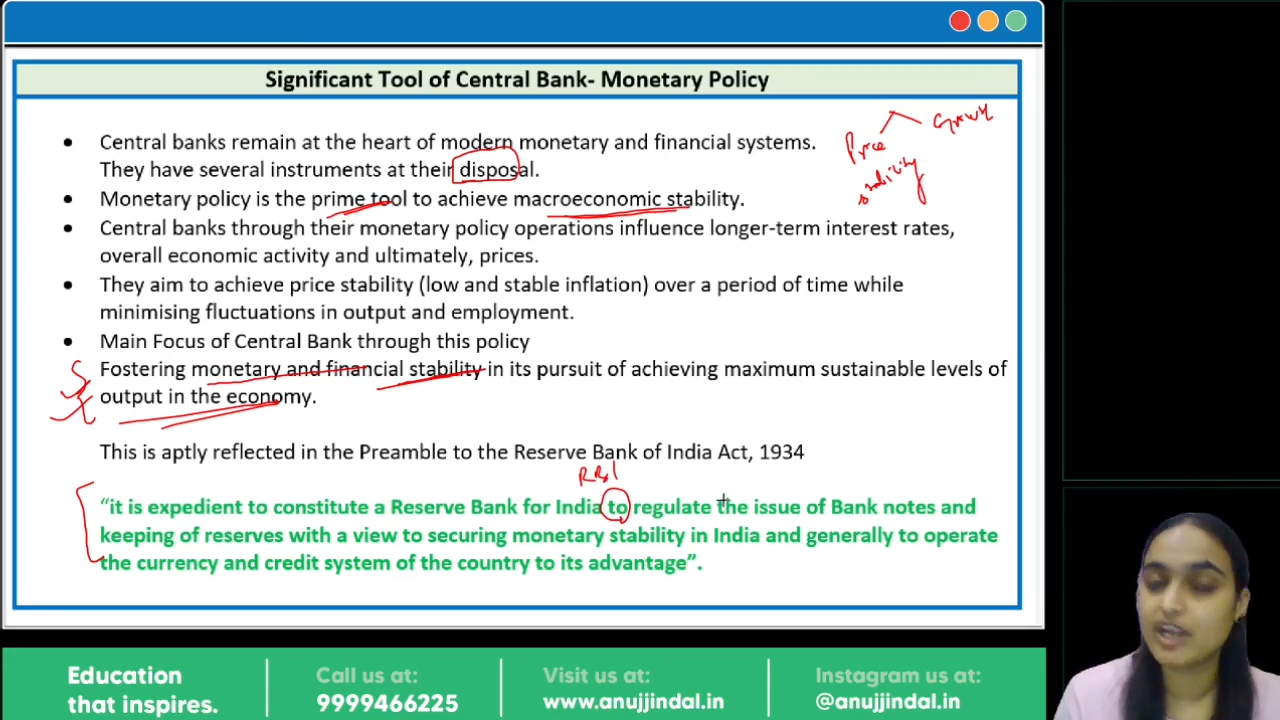 Significant Tool of Central Bank- Monetary Policy
Growth
Price
stability
• Central banks remain at the heart of modern monetary and financial systems.
They have several instruments at their disposal.
• Monetary policy is the prime tool to achieve macroeconomic stability.
• Central banks through their monetary policy operations influence longer-term interest rates,
overall economic activity and ultimately, prices.
• They aim to achieve price stability (low and stable inflation) over a period of time while
minimising fluctuations in output and employment.
• Main Focus of Central Bank through this policy
Fostering monetary and financial stability in its pursuit of achieving maximum sustainable levels of
output in the economy.
This is aptly reflected in the Preamble to the Reserve Bank of India Act, 1934
RBI
“it is expedient to constitute a Reserve Bank for India to regulate the issue of Bank notes and
keeping of reserves with a view to securing monetary stability in India and generally to operate
the currency and credit system of the country to its advantage”.
Education
that inspires.
Call us at:
9999466225
Visit us at:
www.anujjindal.in
Instagram us at:
@anujjindal.in